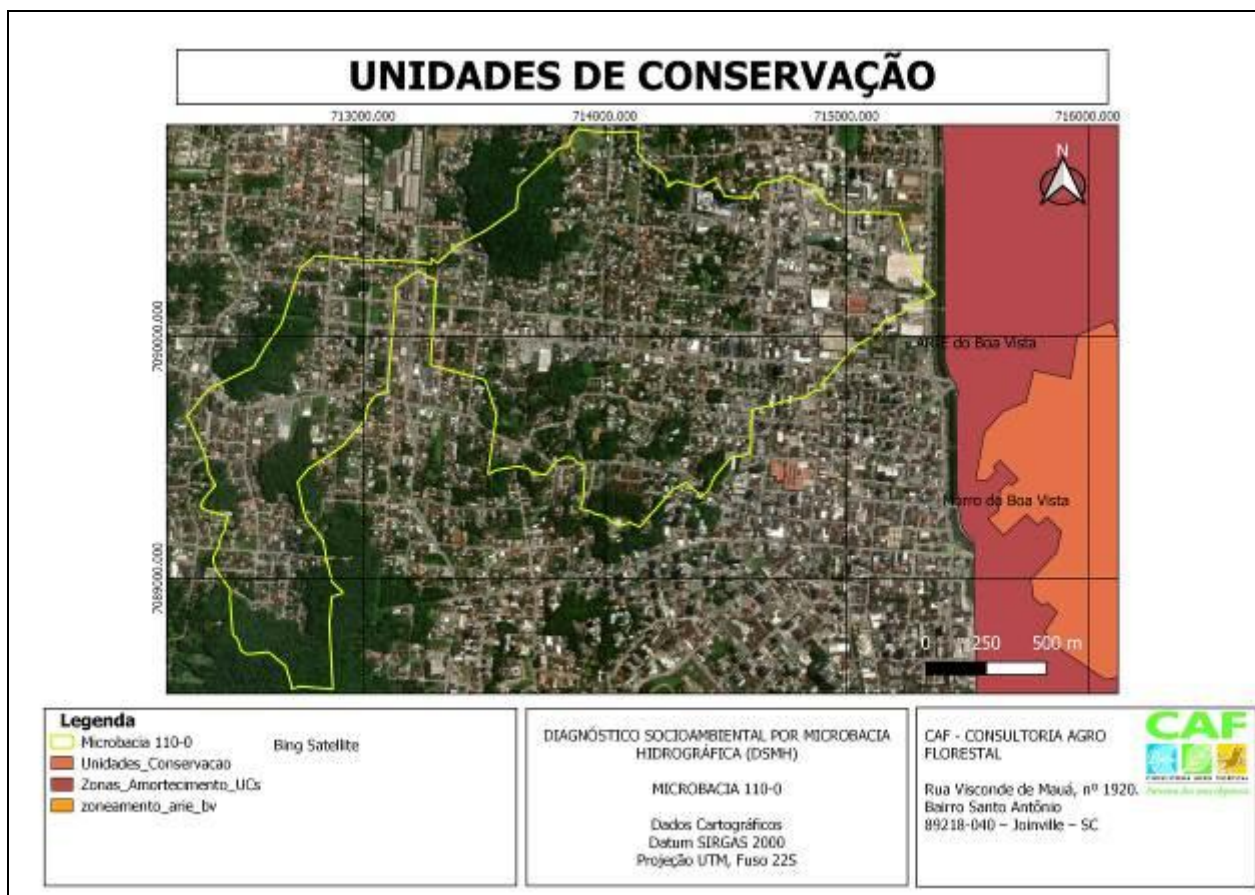 UNIDADES DE CONSERVAÇÃO
713000.000
714000.000
715000.000
716000.000
N
7090000.000
7089000.000
ARIE do Boa Vista
Morro do Boa Vista
0 250 500 m
Legenda
Microbacia 110-0
Bing Satellite
Unidades_Conservacao
Zonas_Amortecimento_UCs
zoneamento_arie_bv
DIAGNÓSTICO SOCIOAMBIENTAL POR MICROBACIA
HIDROGRÁFICA (DSMH)
MICROBACIA 110-0
Dados Cartográficos
Datum SIRGAS 2000
Projeção UTM, Fuso 22S
CAF - CONSULTORIA AGRO
FLORESTAL
Rua Visconde de Mauá, nº 1920.
Bairro Santo Antônio
89218-040 – Joinville – SC
CAF